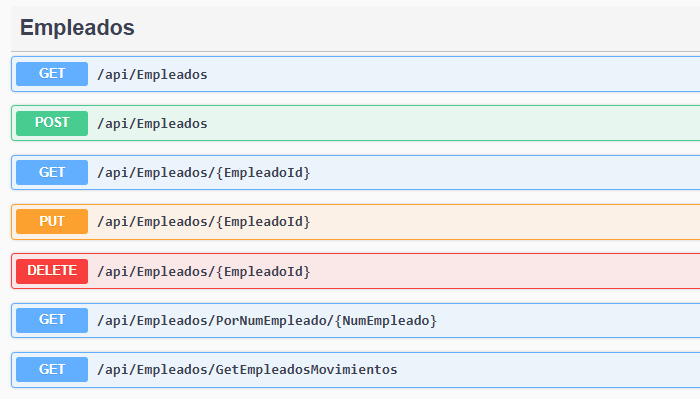 Empleados
GET /api/Empleados
POST /api/Empleados
GET /api/Empleados/{EmpleadoId}
PUT /api/Empleados/{EmpleadoId}
DELETE /api/Empleados/{EmpleadoId}
GET /api/Empleados/PorNumEmpleado/{NumEmpleado}
GET /api/Empleados/GetEmpleadosMovimientos